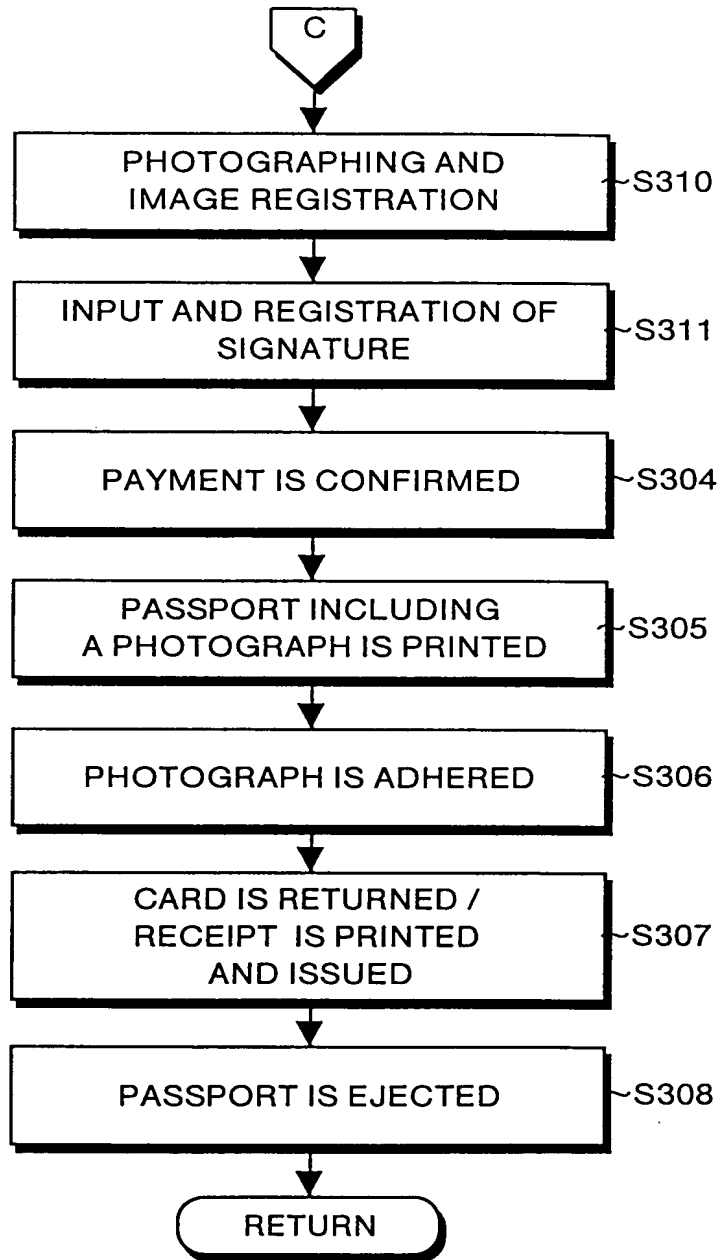 C
PHOTOGRAPHING AND
IMAGE REGISTRATION
S310
INPUT AND REGISTRATION OF
SIGNATURE
S311
PAYMENT IS CONFIRMED
S304
PASSPORT INCLUDING
A PHOTOGRAPH IS PRINTED
S305
PHOTOGRAPH IS ADHERED
S306
CARD IS RETURNED /
RECEIPT IS PRINTED
AND ISSUED
S307
PASSPORT IS EJECTED
S308
RETURN